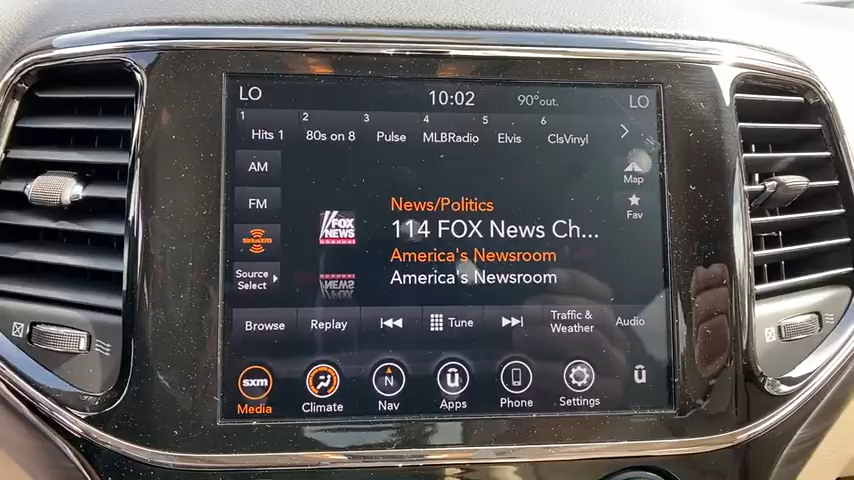 LO 10:02 90° out. LO
1 2 3 4 5 6
Hits 1 80s on 8 Pulse MLBRadio Elvis ClsVinyl
AM
Map
FM
Fav
News/Politics
FOX
NEWS
channel
114 FOX News Ch...
SiriusXM
America's Newsroom
Source
Select
America's Newsroom
Browse Replay Tune Traffic &
Weather Audio
sxm N
Media Climate Nav Apps Phone Settings